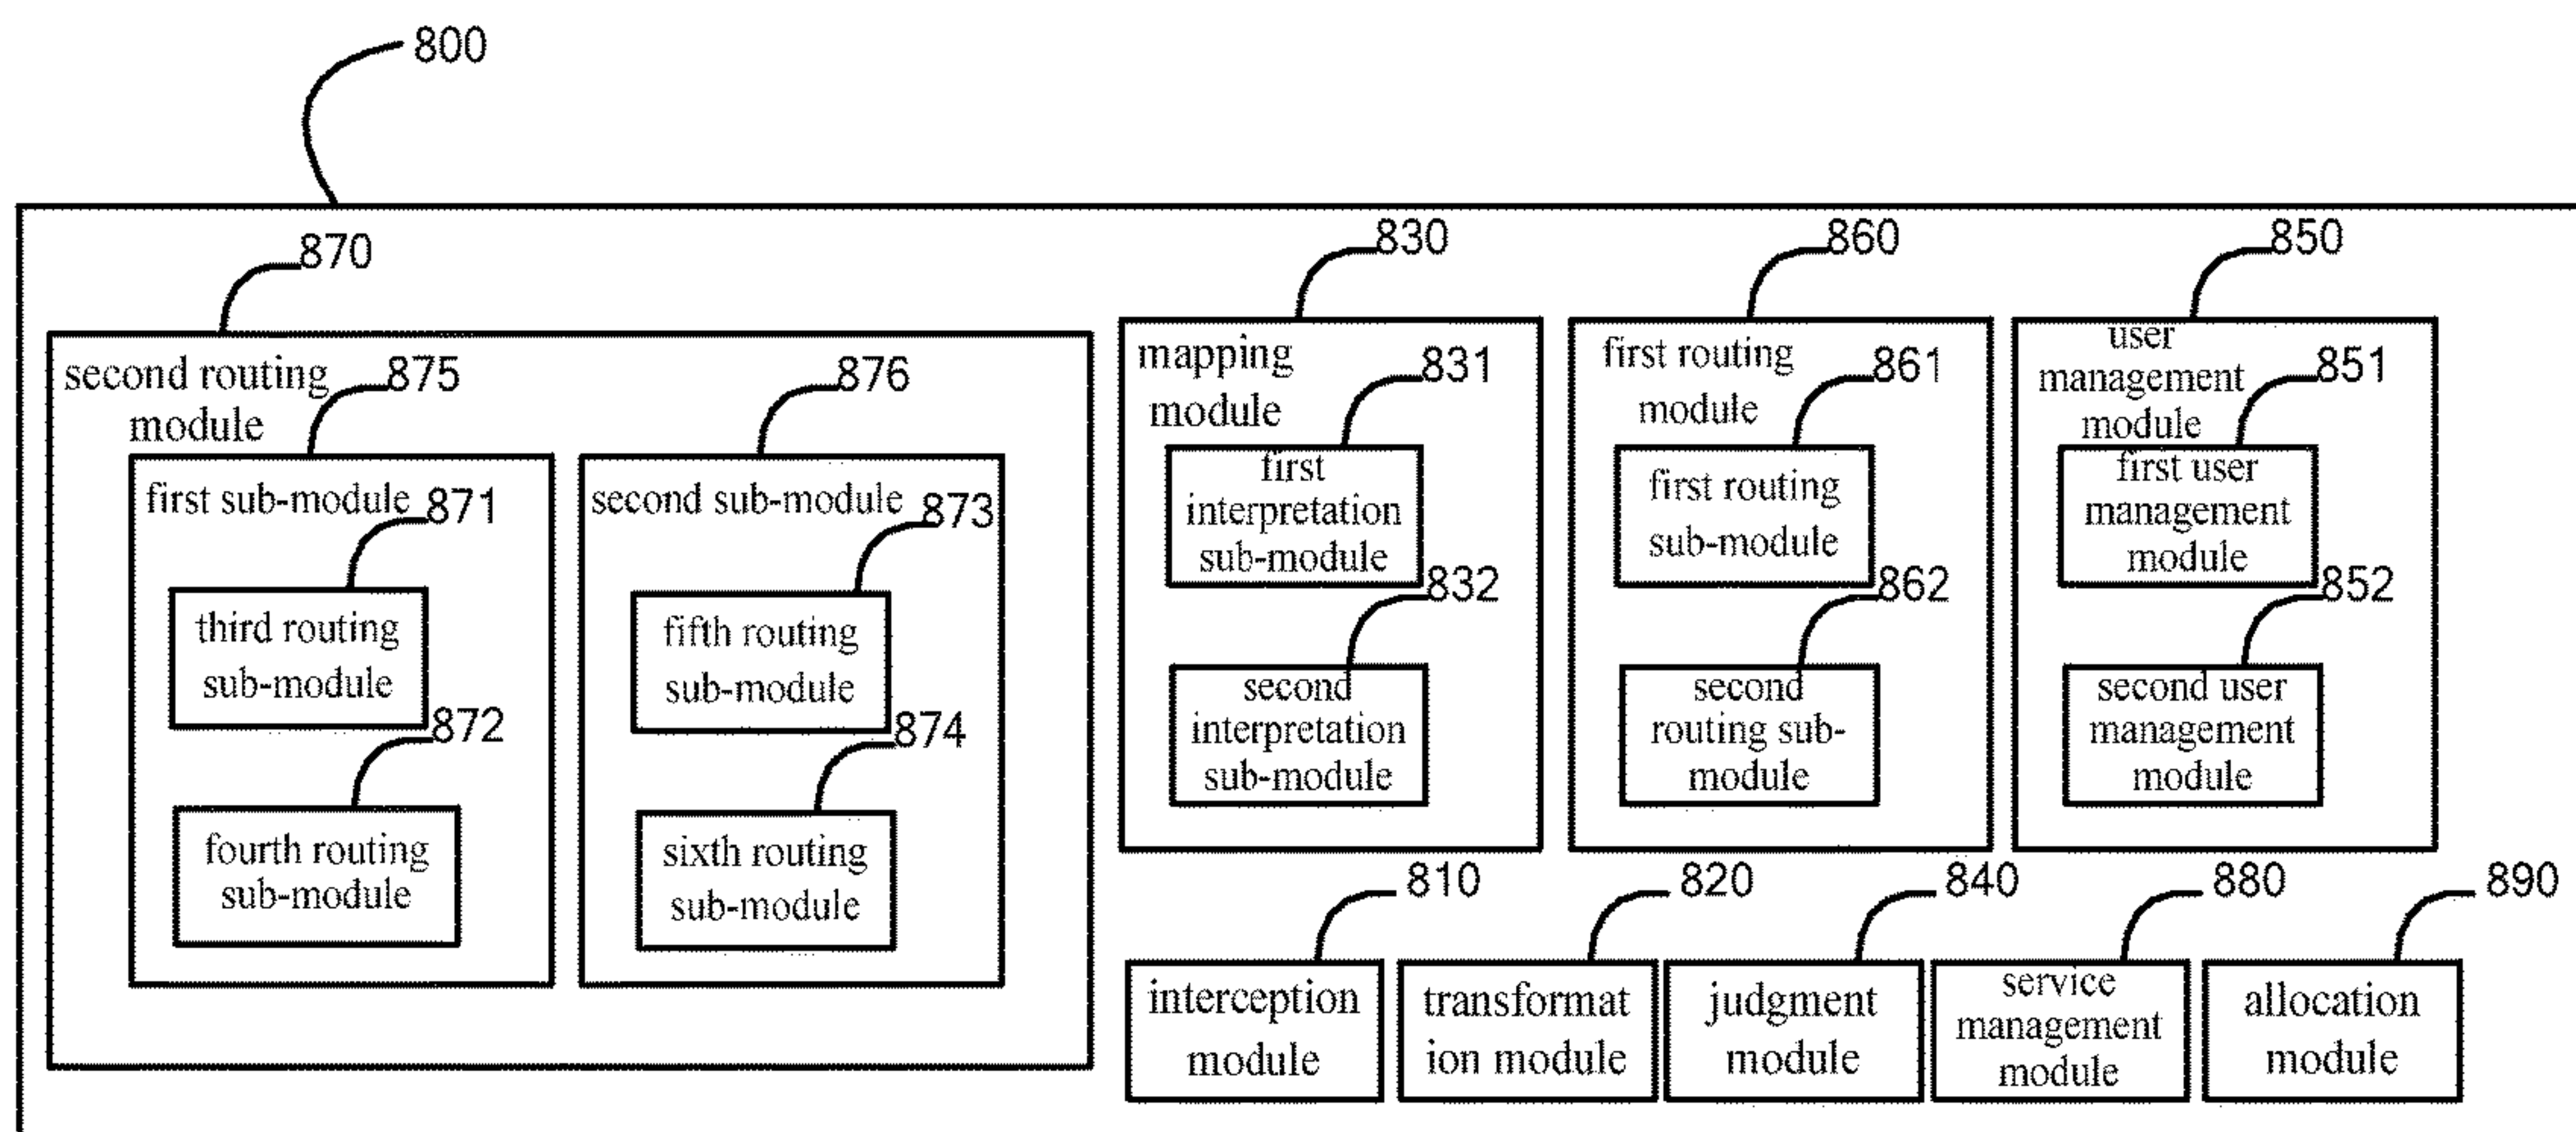 800
870
830
860
850
second routing
module
875
876
mapping
module
831
first routing
module
861
user
management
module
851
first sub-module
871
second sub-module
873
first
interpretation
sub-module
832
first routing
sub-module
862
first user
management
module
852
third routing
sub-module
872
fifth routing
sub-module
874
second
interpretation
sub-module
second
routing sub-
module
second user
management
module
fourth routing
sub-module
sixth routing
sub-module
810
820
840
880
890
interception
module
transformat
ion module
judgment
module
service
management
module
allocation
module